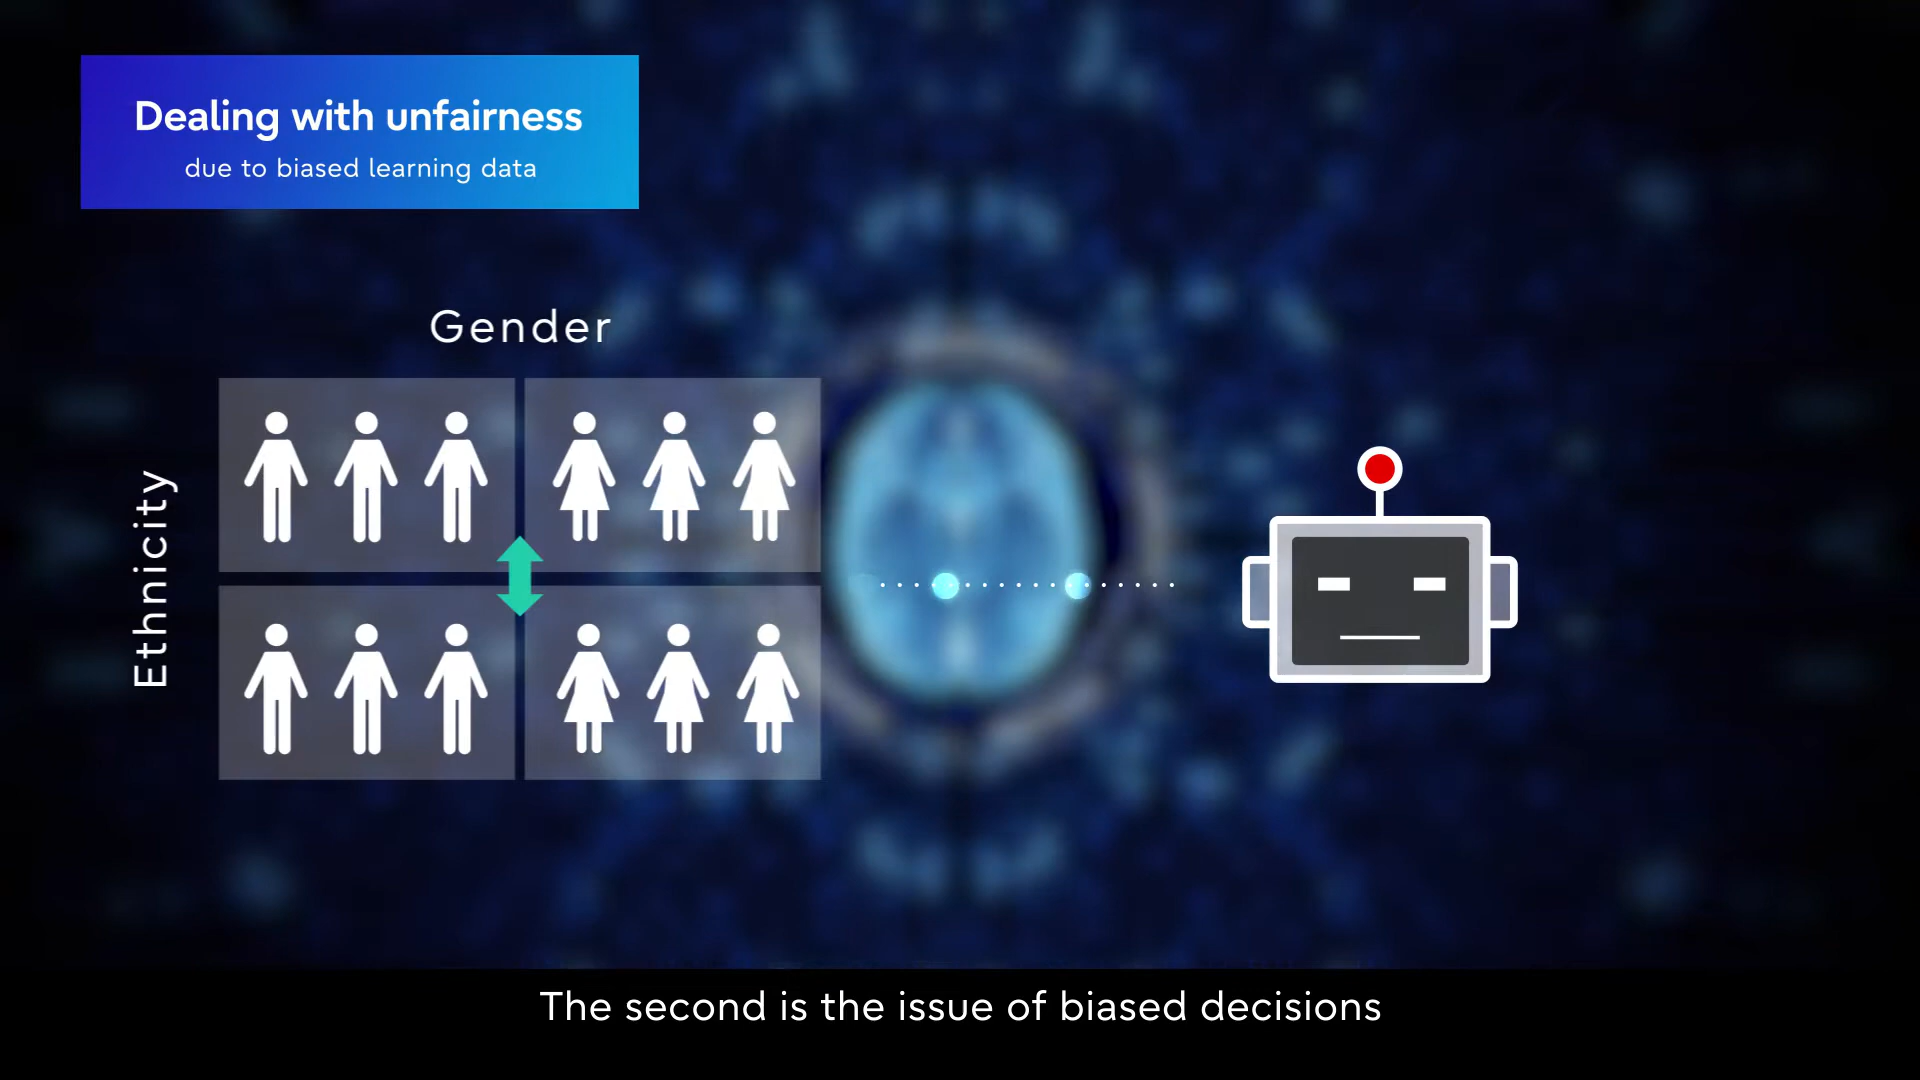 Dealing with unfairness
due to biased learning data
Gender
Ethnicity
The second is the issue of biased decisions